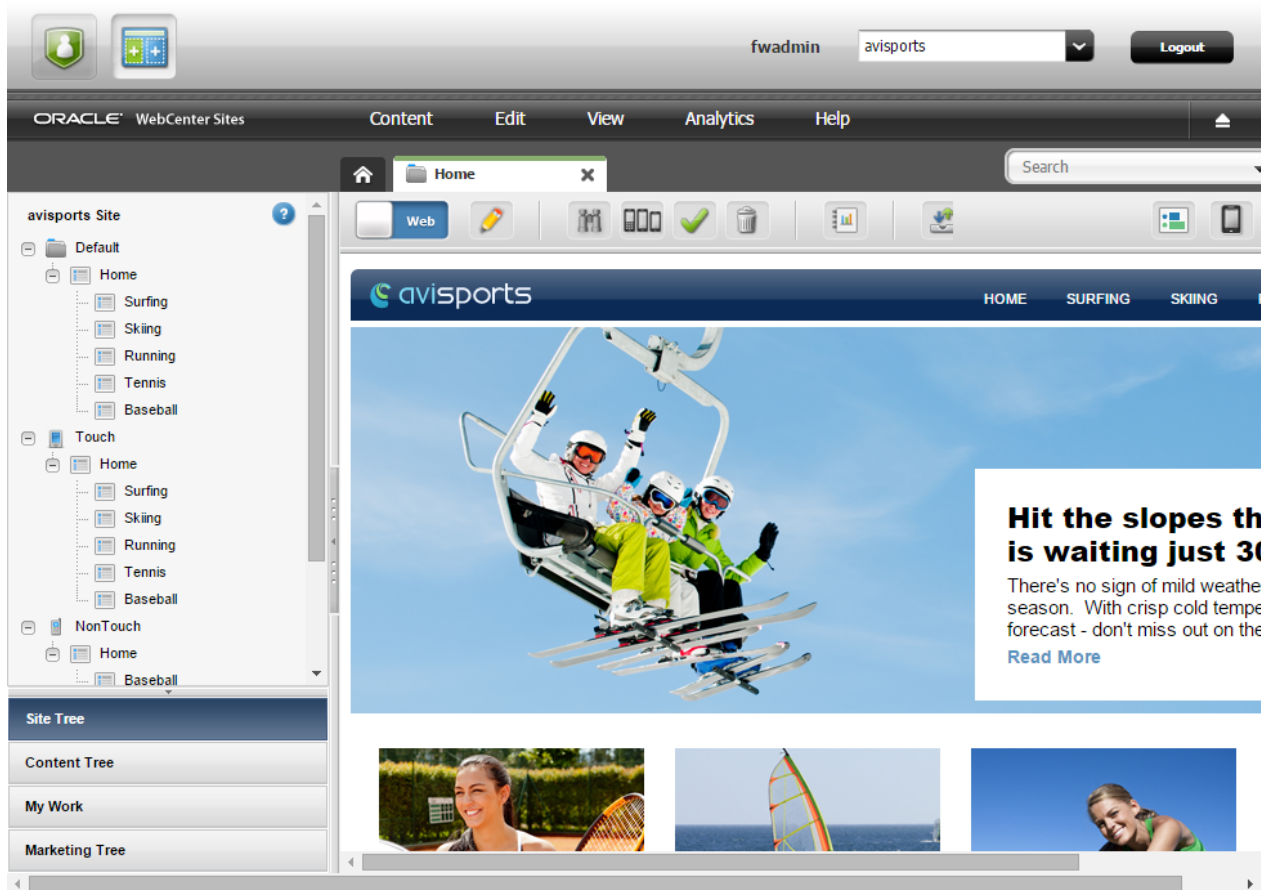 fwadmin
avisports
Logout
ORACLE WebCenter Sites
Content
Edit
View
Analytics
Help
Home
Search
avisports Site
?
Web
Default
Home
Surfing
Skiing
Running
Tennis
Baseball
Touch
Home
Surfing
Skiing
Running
Tennis
Baseball
NonTouch
Home
Baseball
Site Tree
Content Tree
My Work
Marketing Tree
avisports
HOME
SURFING
SKIING
Hit the slopes th
is waiting just 30
There's no sign of mild weathe
season. With crisp cold tempe
forecast - don't miss out on the
Read More